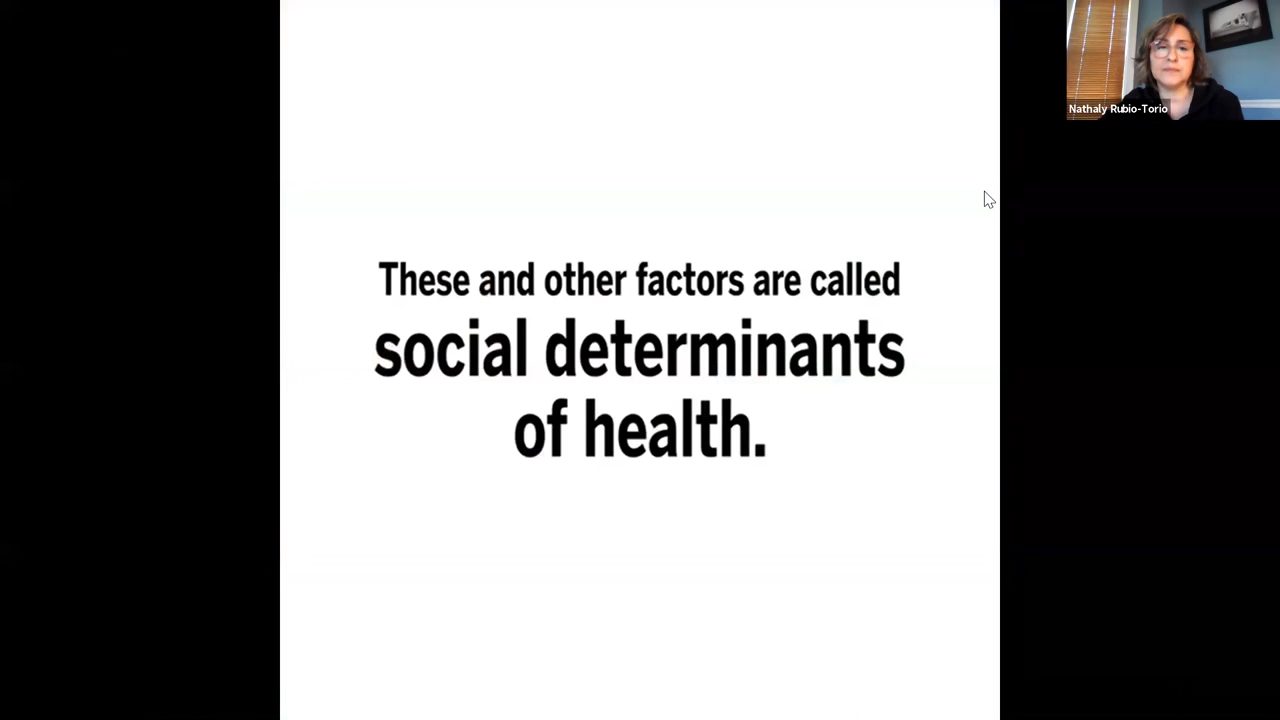 Nathaly Rubio-Torio
These and other factors are called
social determinants
of health.